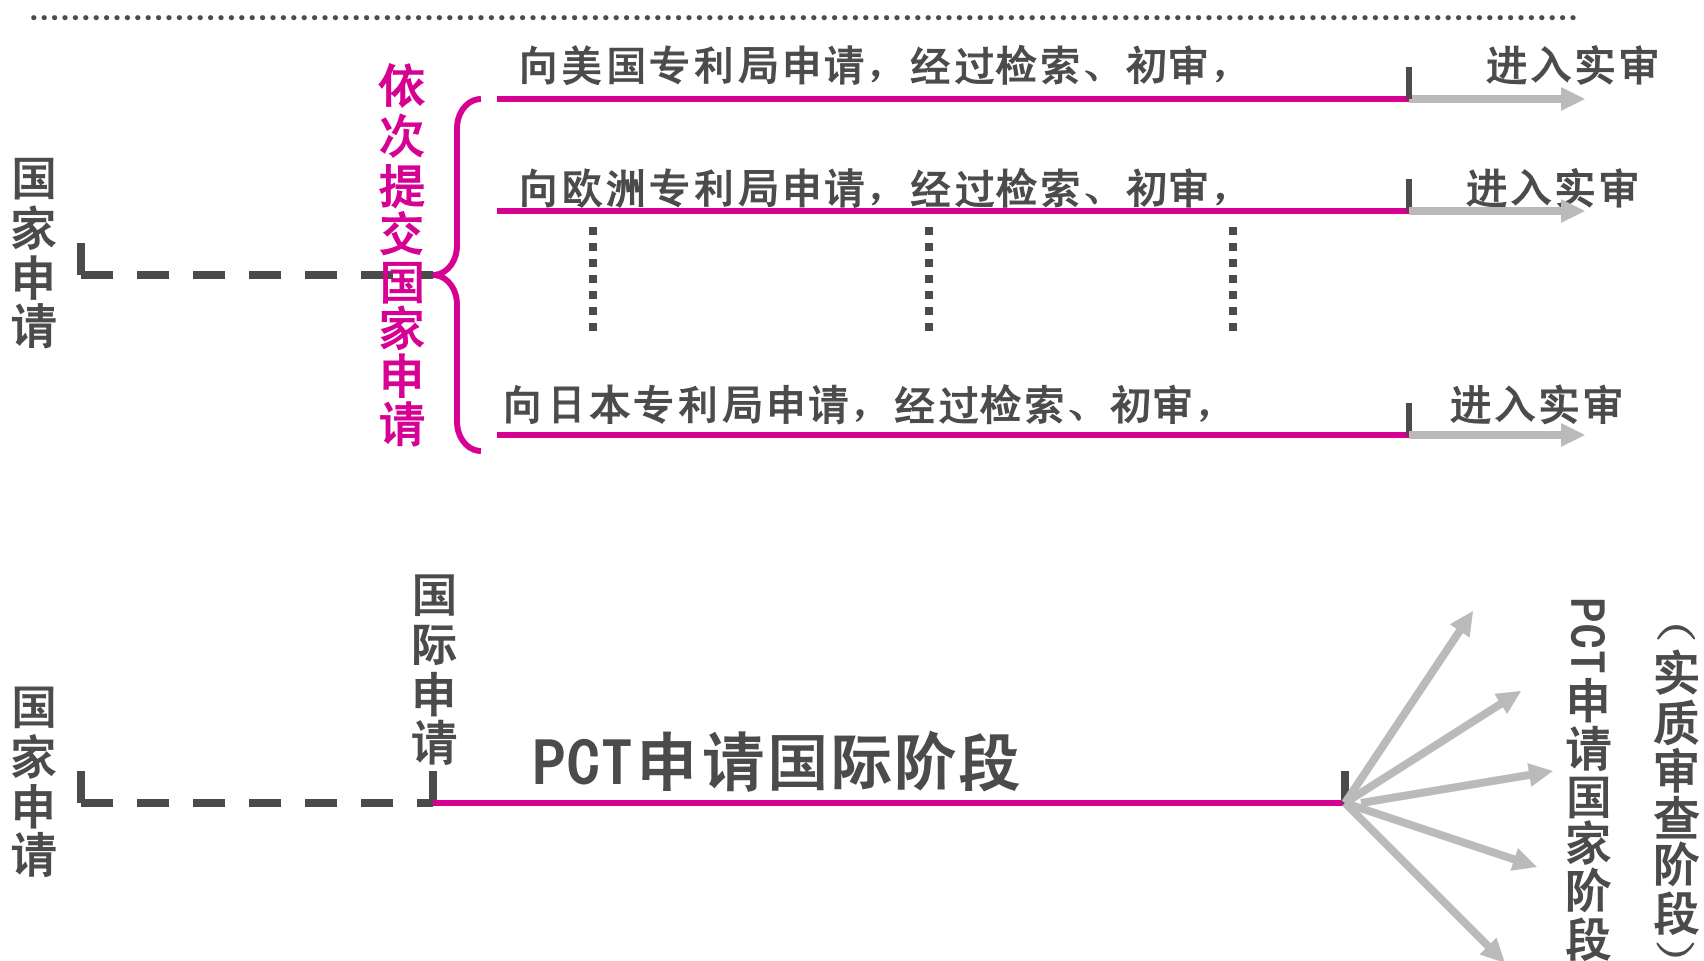 国家申请
依次提交国家申请
向美国专利局申请，经过检索、初审，
进入实审
向欧洲专利局申请，经过检索、初审，
进入实审
向日本专利局申请，经过检索、初审，
进入实审
国家申请
国际申请
PCT申请国际阶段
PCT申请国家阶段
（实质审查阶段）